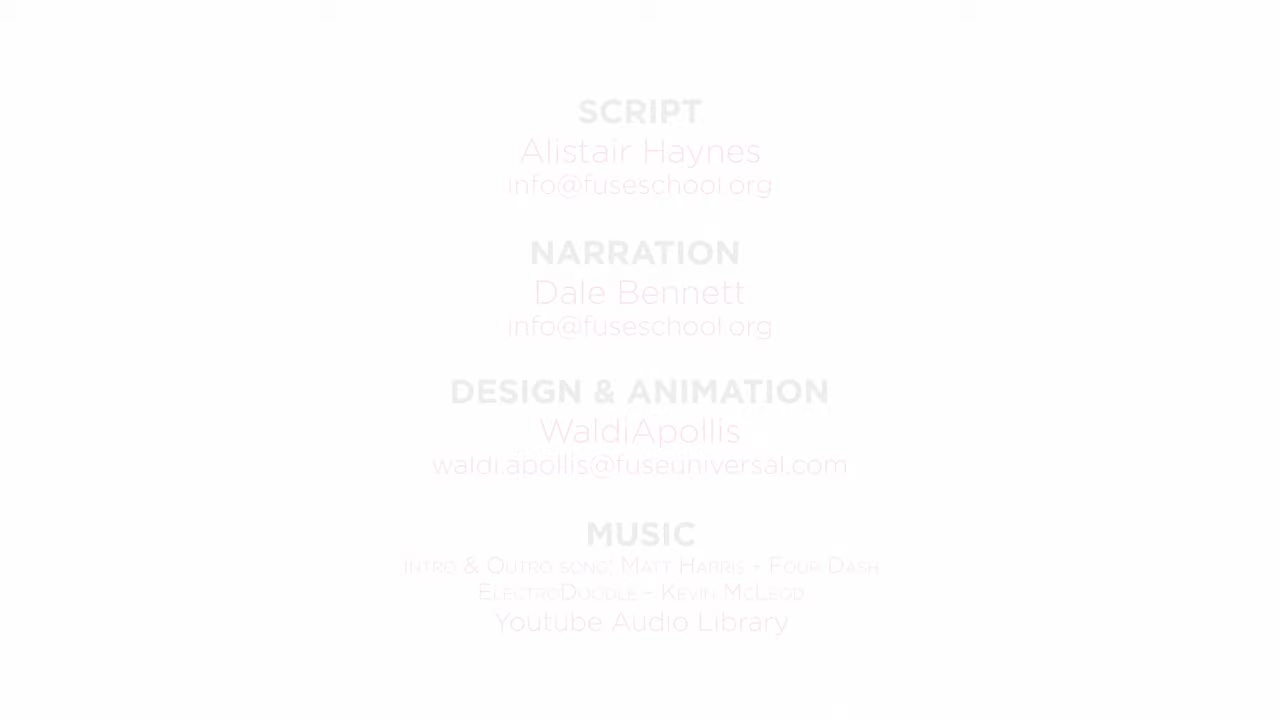 SCRIPT
Alistair Haynes
info@fuseschool.org
NARRATION
Dale Bennett
info@fuseschool.org
DESIGN & ANIMATION
WaldiApollis
waldi.apollis@fuseuniversal.com
MUSIC
Intro & Outro song: Matt Harris - Four Dash
ElectroDoodle - Kevin McLeod
Youtube Audio Library